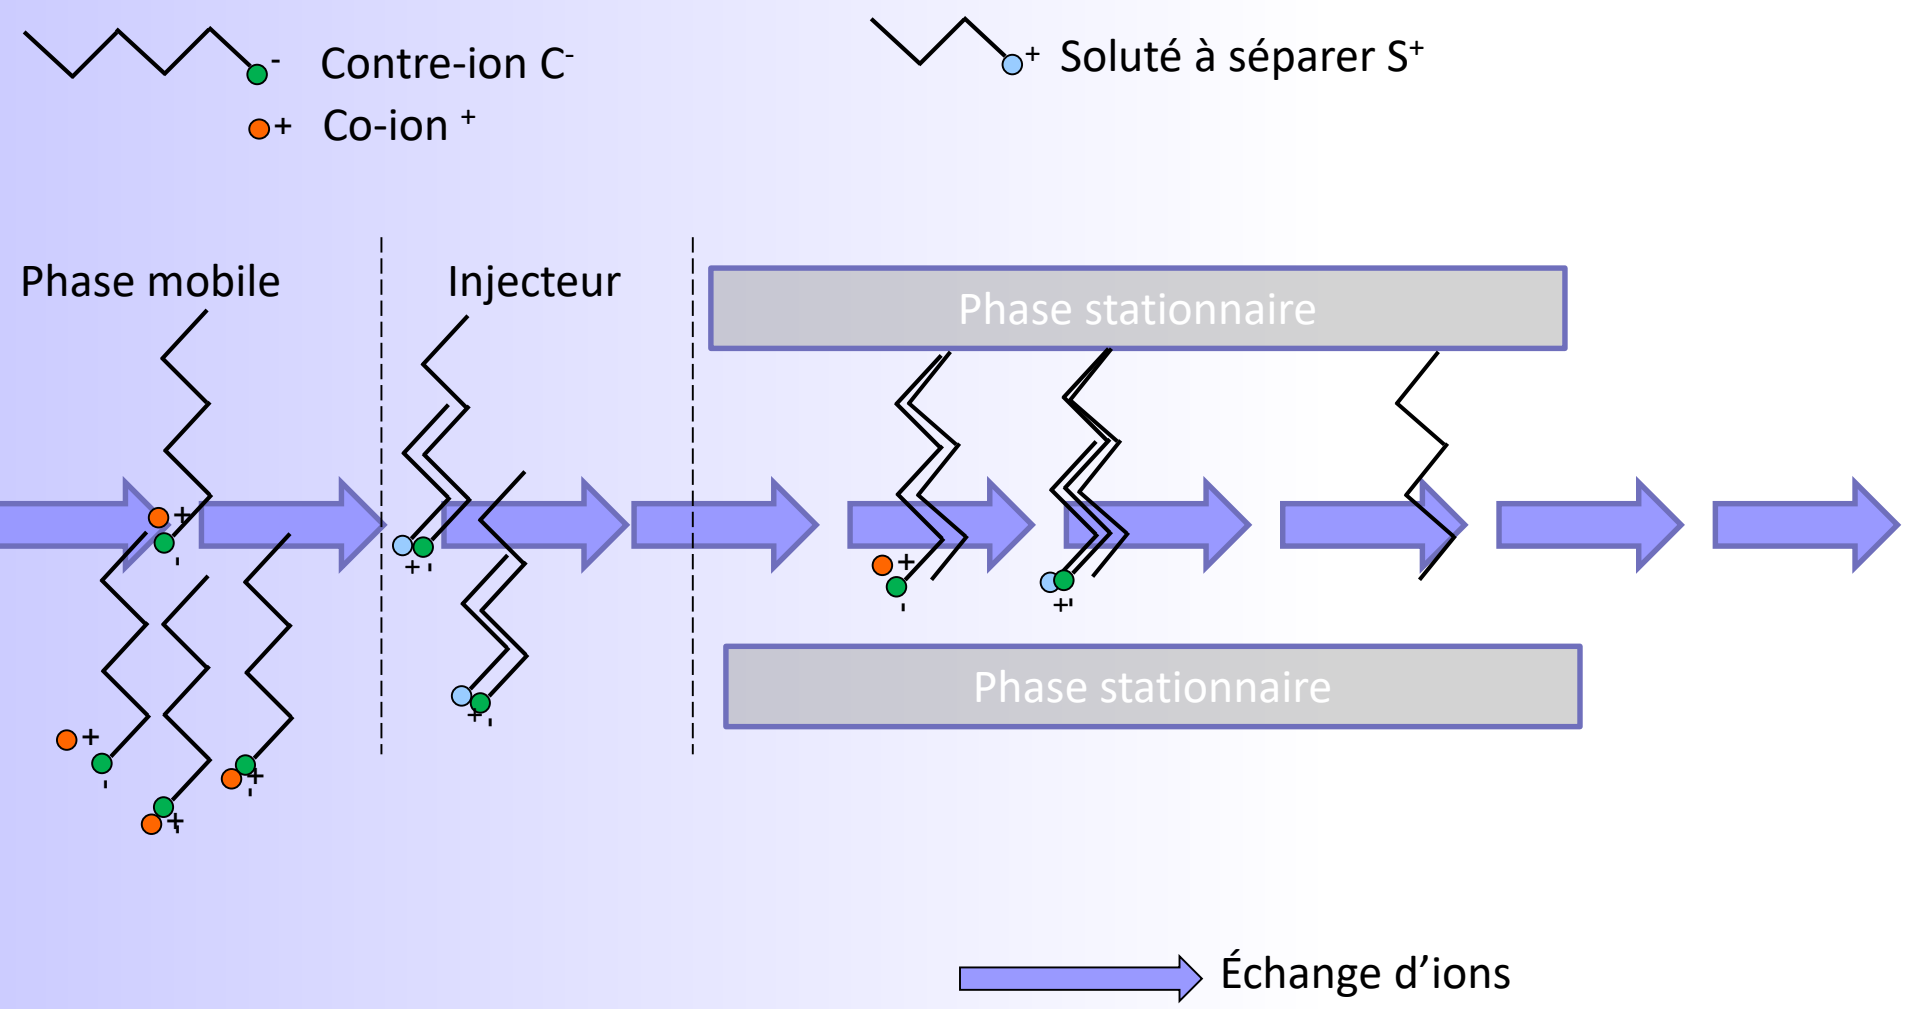 Contre-ion C⁻
Co-ion ⁺
Soluté à séparer S⁺
Phase mobile
Injecteur
Phase stationnaire
Phase stationnaire
Échange d’ions